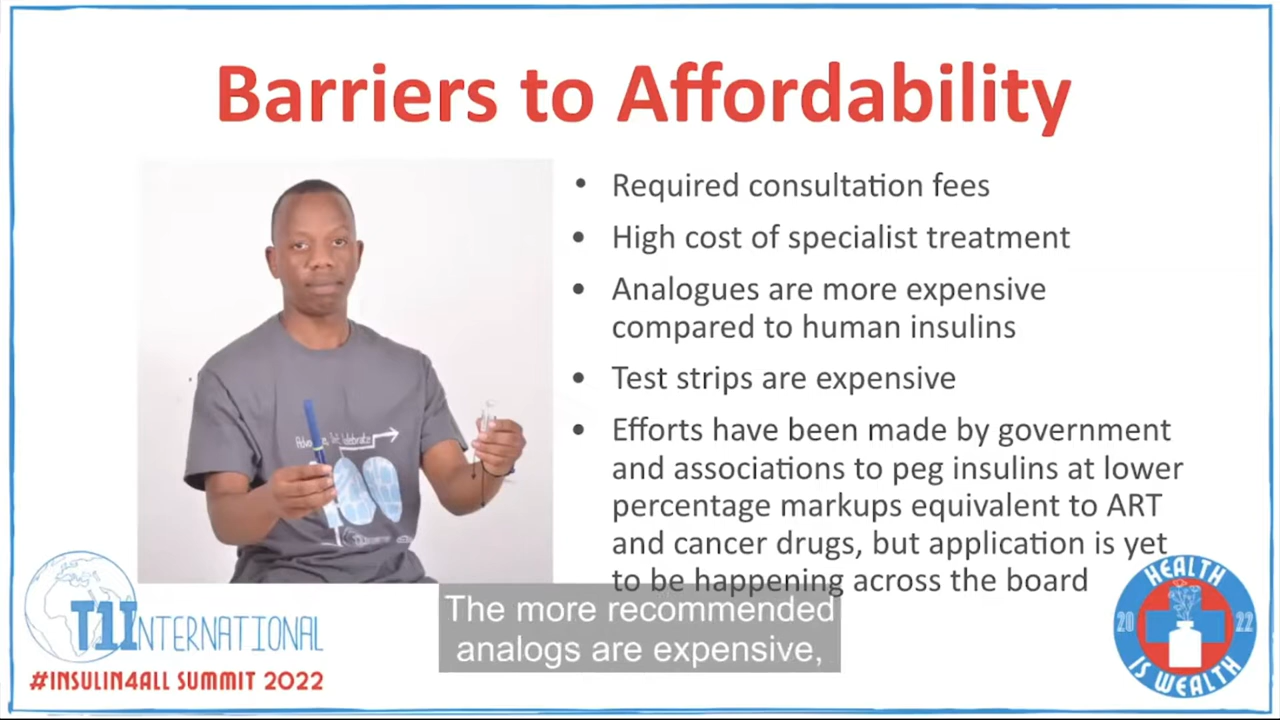 Barriers to Affordability
• Required consultation fees
• High cost of specialist treatment
• Analogues are more expensive
compared to human insulins
• Test strips are expensive
• Efforts have been made by government
and associations to peg insulins at lower
percentage markups equivalent to ART
and cancer drugs, but application is yet
to be happening across the board
celebrate
100
The more recommended
analogs are expensive,
T1INTERNATIONAL
#INSULIN4ALL SUMMIT 2022
HEALTH
20 22
IS WEALTH